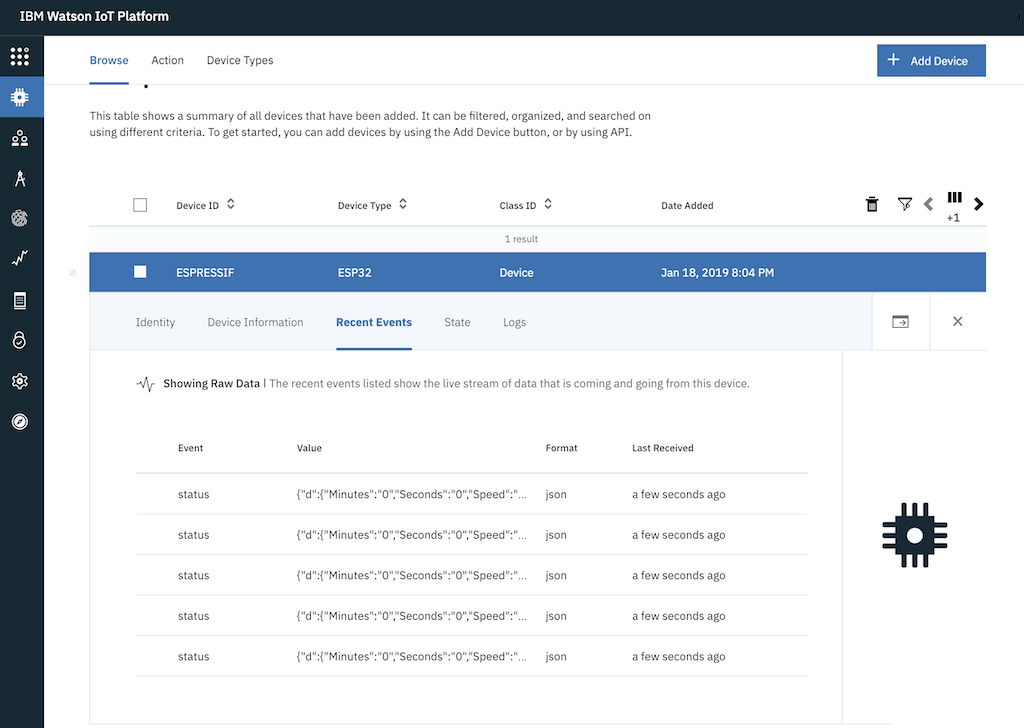 IBM Watson IoT Platform
Browse Action Device Types
+ Add Device
This table shows a summary of all devices that have been added. It can be filtered, organized, and searched on
using different criteria. To get started, you can add devices by using the Add Device button, or by using API.
Device ID Device Type Class ID Date Added
+1
1 result
ESPRESSIF ESP32 Device Jan 18, 2019 8:04 PM
Identity Device Information Recent Events State Logs
Showing Raw Data | The recent events listed show the live stream of data that is coming and going from this device.
Event Value Format Last Received
status {"d":{"Minutes":"0","Seconds":"0","Speed":"... json a few seconds ago
status {"d":{"Minutes":"0","Seconds":"0","Speed":"... json a few seconds ago
status {"d":{"Minutes":"0","Seconds":"0","Speed":"... json a few seconds ago
status {"d":{"Minutes":"0","Seconds":"0","Speed":"... json a few seconds ago
status {"d":{"Minutes":"0","Seconds":"0","Speed":"... json a few seconds ago